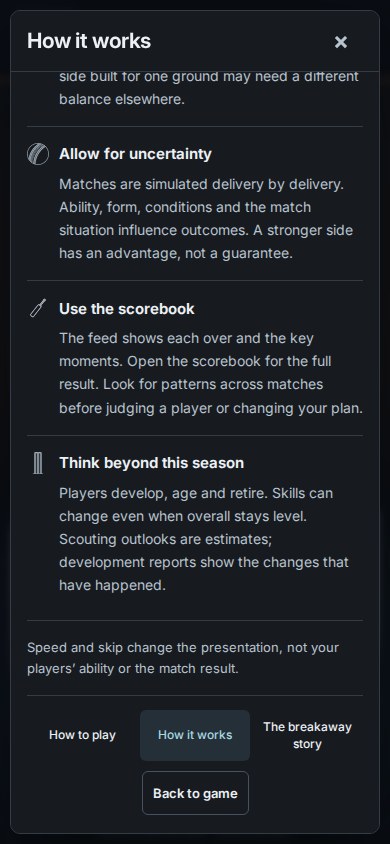 How it works
side built for one ground may need a different
balance elsewhere.
Allow for uncertainty
Matches are simulated delivery by delivery.
Ability, form, conditions and the match
situation influence outcomes. A stronger side
has an advantage, not a guarantee.
Use the scorebook
The feed shows each over and the key
moments. Open the scorebook for the full
result. Look for patterns across matches
before judging a player or changing your plan.
Think beyond this season
Players develop, age and retire. Skills can
change even when overall stays level.
Scouting outlooks are estimates;
development reports show the changes that
have happened.
Speed and skip change the presentation, not your
players’ ability or the match result.
How to play
How it works
The breakaway
story
Back to game